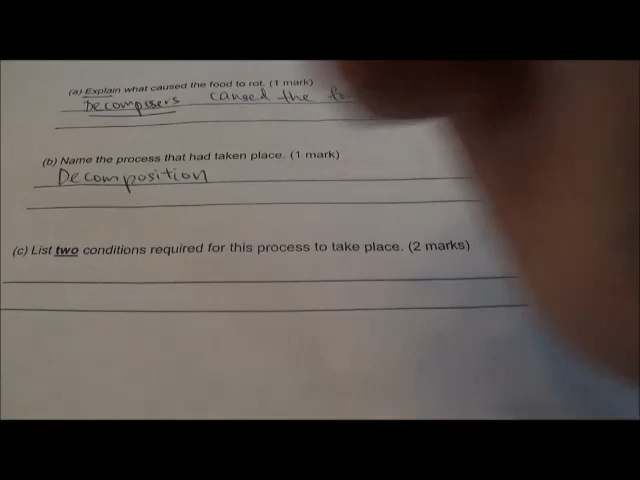 (a) Explain what caused the food to rot. (1 mark)
Decomposers caused the
(b) Name the process that had taken place. (1 mark)
Decomposition
(c) List two conditions required for this process to take place. (2 marks)